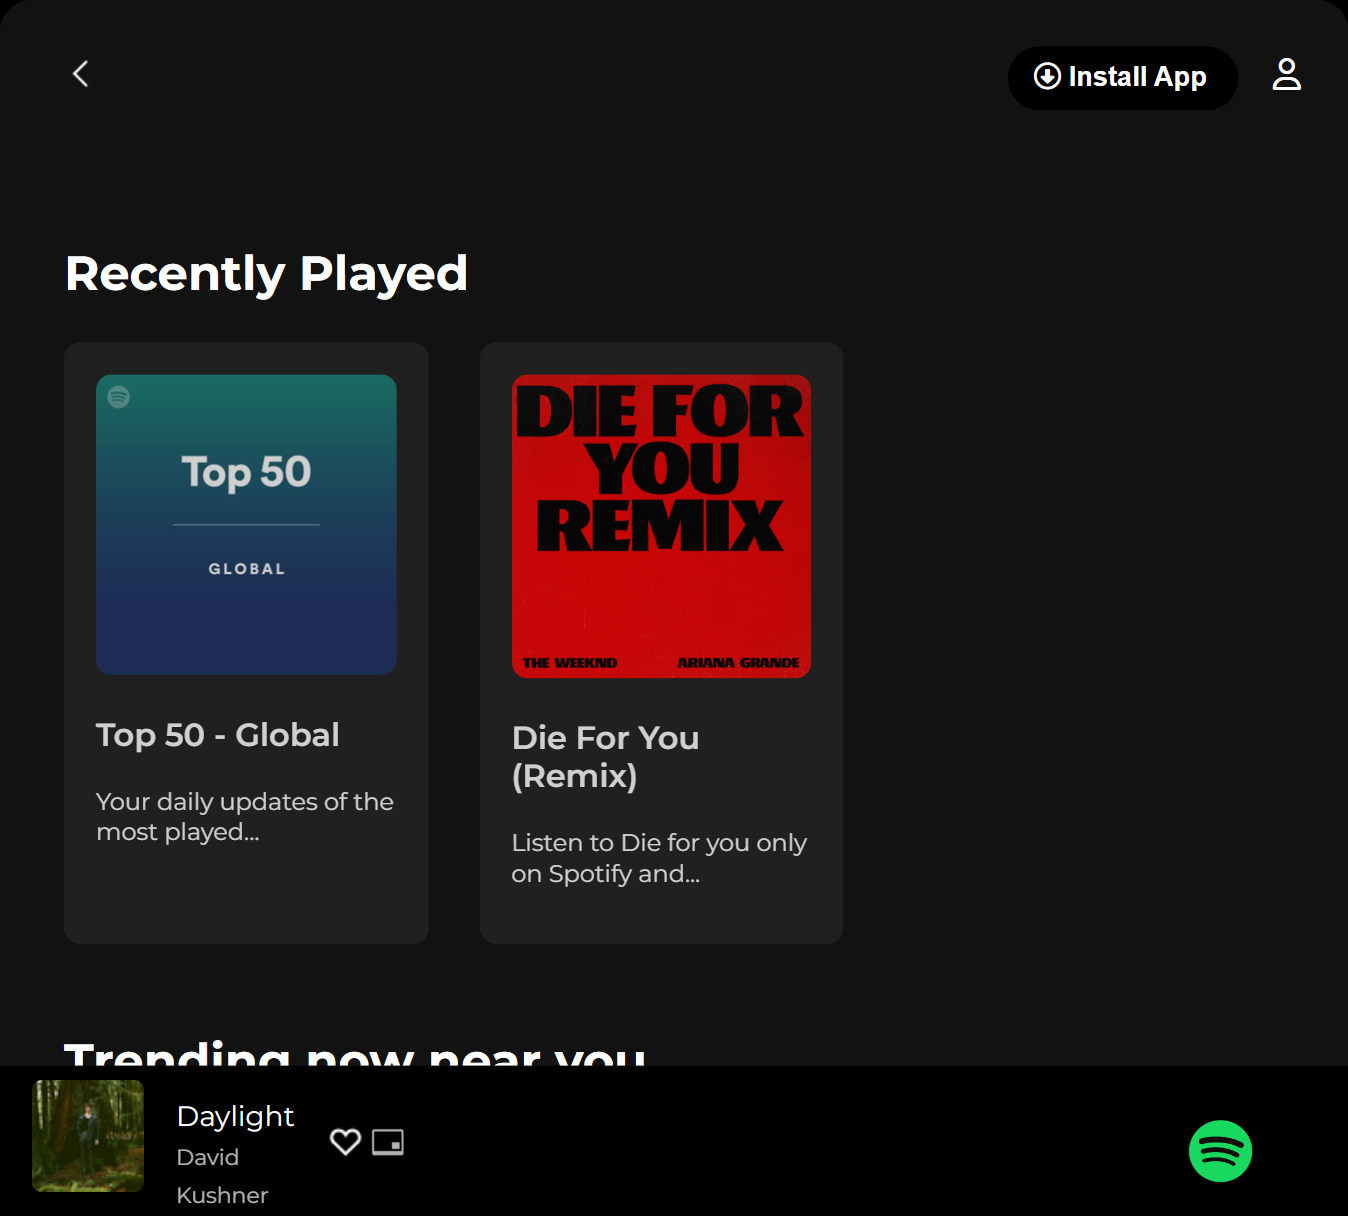 Install App
Recently Played
Top 50
GLOBAL
Top 50 - Global
Your daily updates of the
most played...
DIE FOR
YOU
REMIX
THE WEEKND ARIANA GRANDE
Die For You
(Remix)
Listen to Die for you only
on Spotify and...
Trending now near you
Daylight
David
Kushner